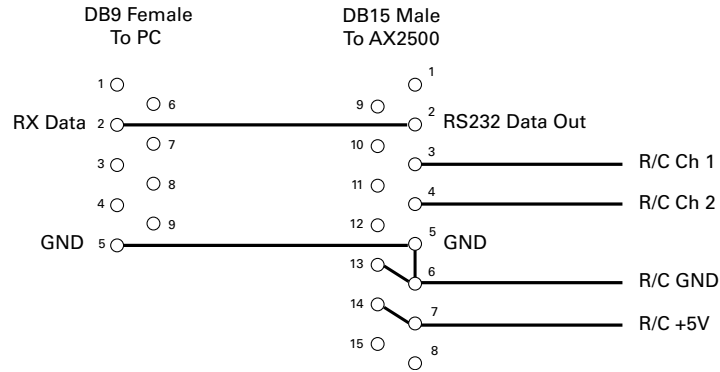 DB9 Female
To PC
DB15 Male
To AX2500
1
1
6
9
RX Data 2
2 RS232 Data Out
7
10
3
3
R/C Ch 1
8
11
4
4
R/C Ch 2
9
12
GND 5
5
GND
13
6
R/C GND
14
7
R/C +5V
15
8